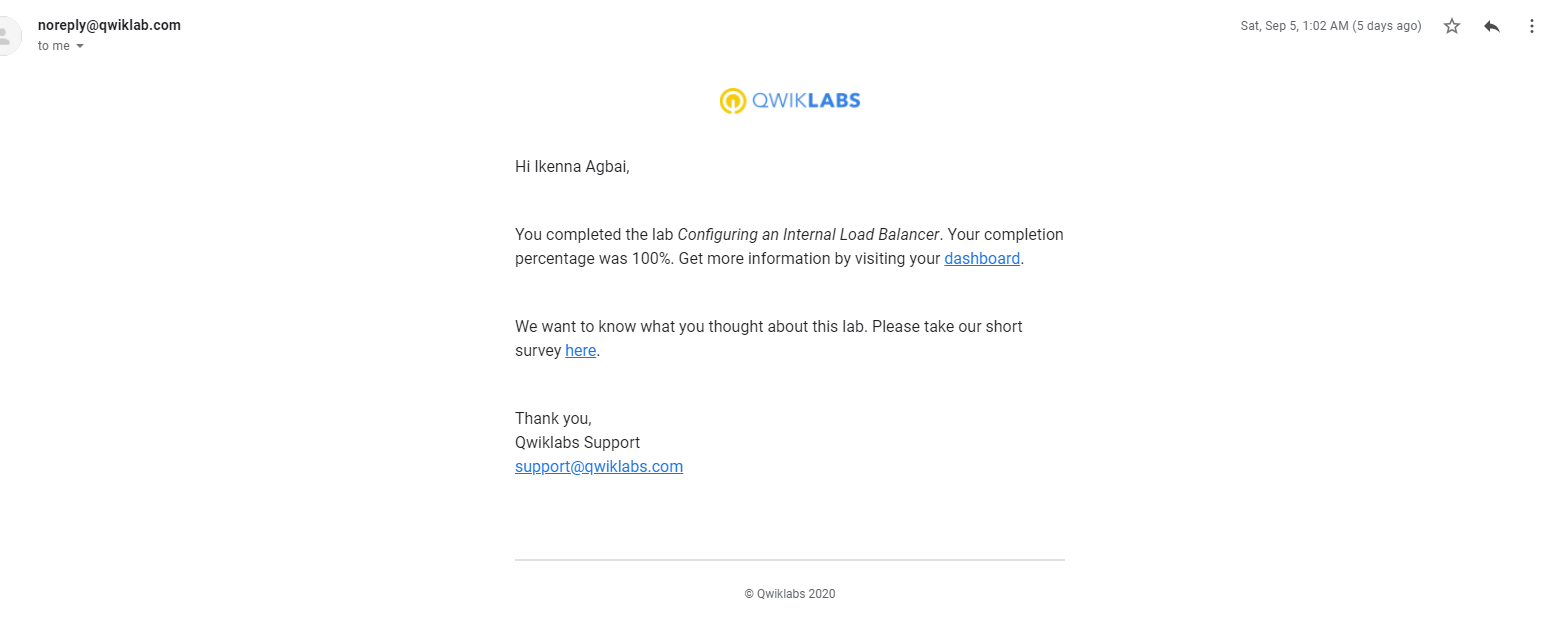 noreply@qwiklab.com
Sat, Sep 5, 1:02 AM (5 days ago)
to me
QWIKLABS
Hi Ikenna Agbai,
You completed the lab Configuring an Internal Load Balancer. Your completion
percentage was 100%. Get more information by visiting your dashboard.
We want to know what you thought about this lab. Please take our short
survey here.
Thank you,
Qwiklabs Support
support@qwiklabs.com
© Qwiklabs 2020